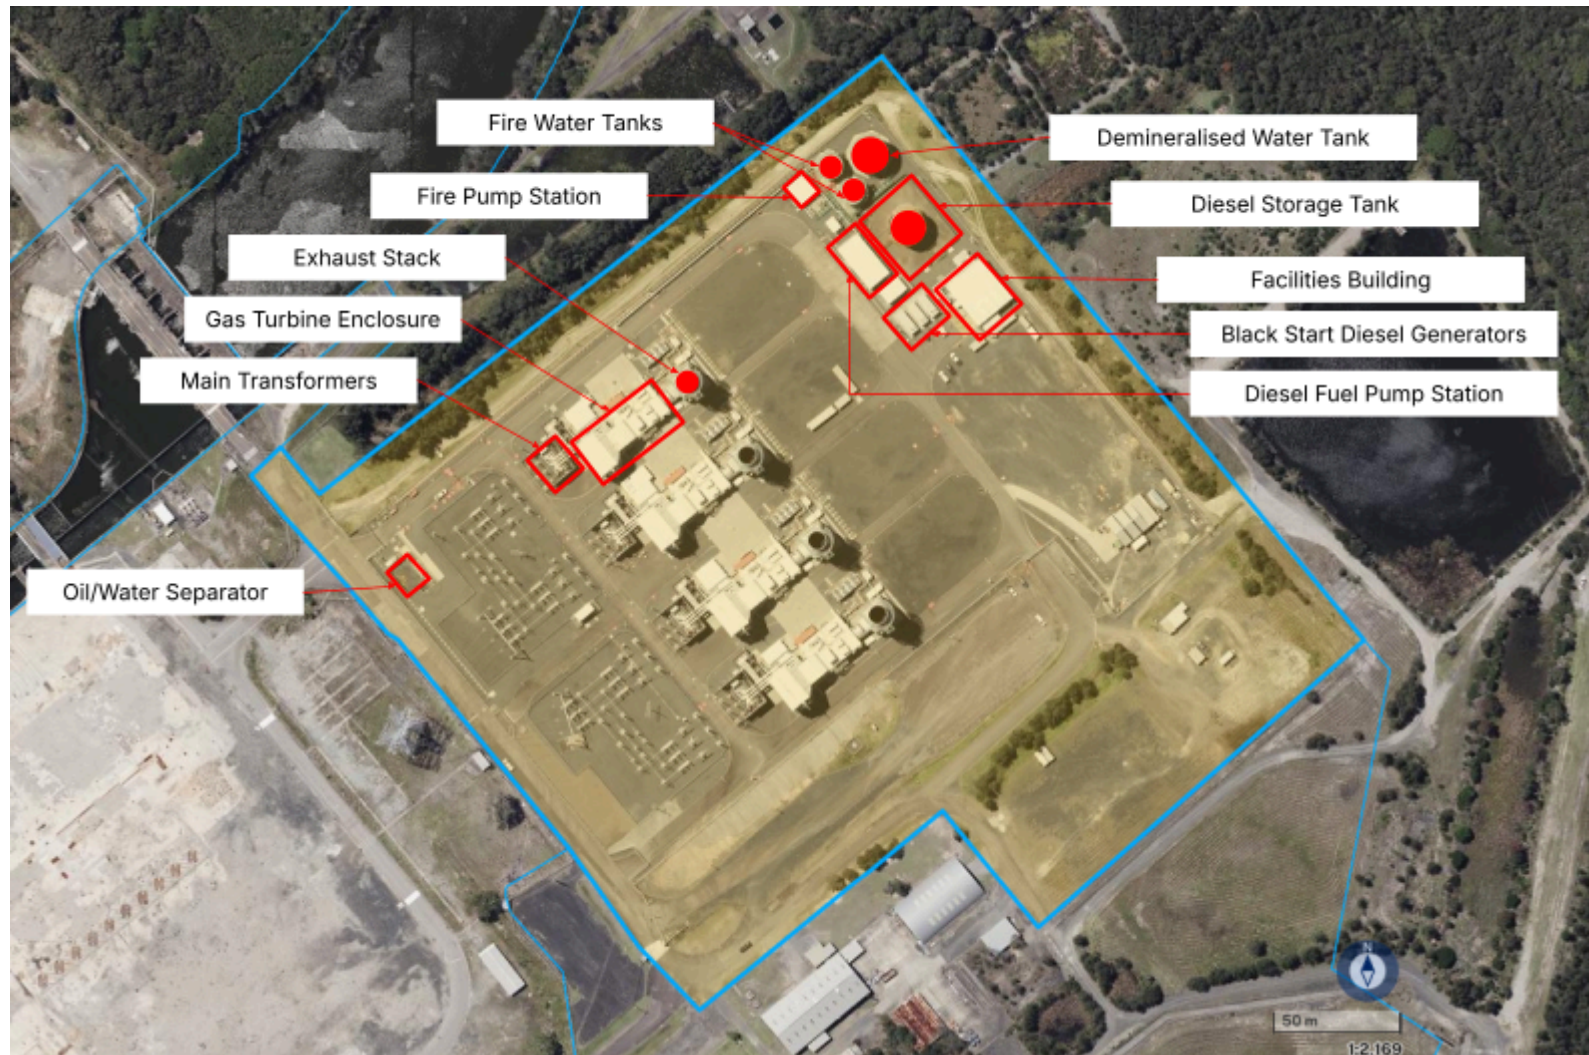 Fire Water Tanks
Demineralised Water Tank
Fire Pump Station
Diesel Storage Tank
Exhaust Stack
Facilities Building
Gas Turbine Enclosure
Black Start Diesel Generators
Main Transformers
Diesel Fuel Pump Station
Oil/Water Separator
N
50 m
1:2,169